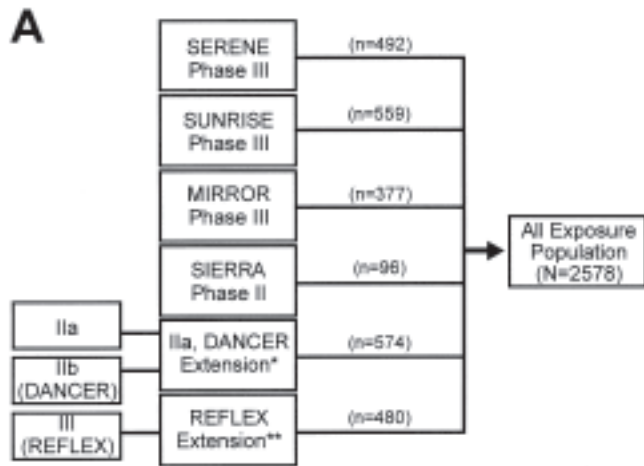 A
SERENE
Phase III
(n=492)
SUNRISE
Phase III
(n=559)
MIRROR
Phase III
(n=377)
SIERRA
Phase II
(n=96)
All Exposure
Population
(N=2578)
IIa
IIb
(DANCER)
IIa, DANCER
Extension*
(n=574)
III
(REFLEX)
REFLEX
Extension**
(n=480)